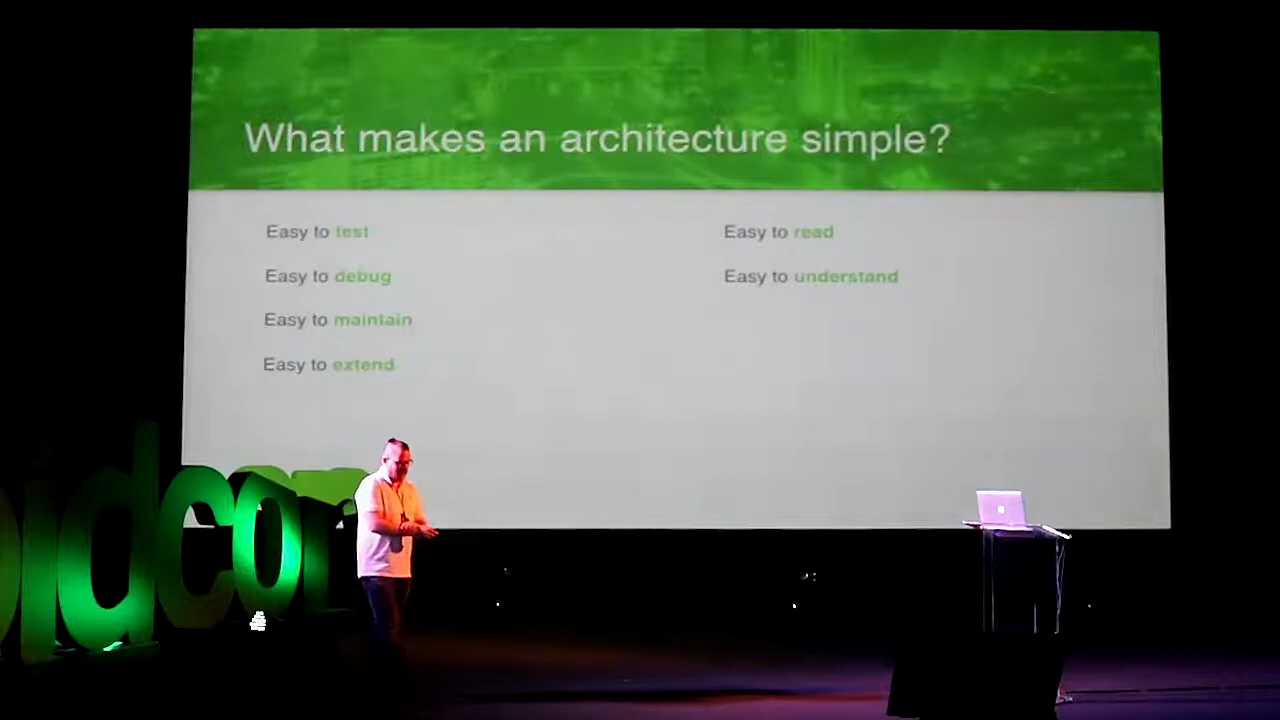 What makes an architecture simple?
Easy to test
Easy to debug
Easy to maintain
Easy to extend
Easy to read
Easy to understand
idcon